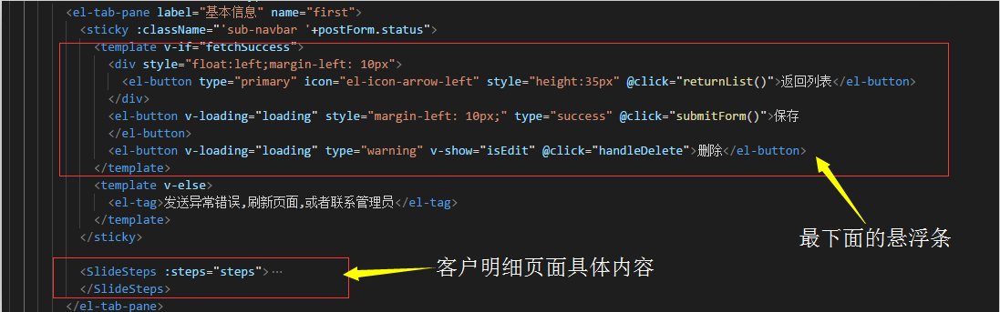 <el-tab-pane label="基本信息" name="first">
<sticky :className="'sub-navbar '+postForm.status">
<template v-if="fetchSuccess">
<div style="float:left;margin-left: 10px">
<el-button type="primary" icon="el-icon-arrow-left" style="height:35px" @click="returnList()">返回列表</el-button>
</div>
<el-button v-loading="loading" style="margin-left: 10px;" type="success" @click="submitForm()">保存
</el-button>
<el-button v-loading="loading" type="warning" v-show="isEdit" @click="handleDelete">删除</el-button>
</template>
<template v-else>
<el-tag>发送异常错误,刷新页面,或者联系管理员</el-tag>
</template>
最下面的悬浮条
</sticky>
<SlideSteps :steps="steps">…
客户明细页面具体内容
</SlideSteps>
</el-tab-pane>